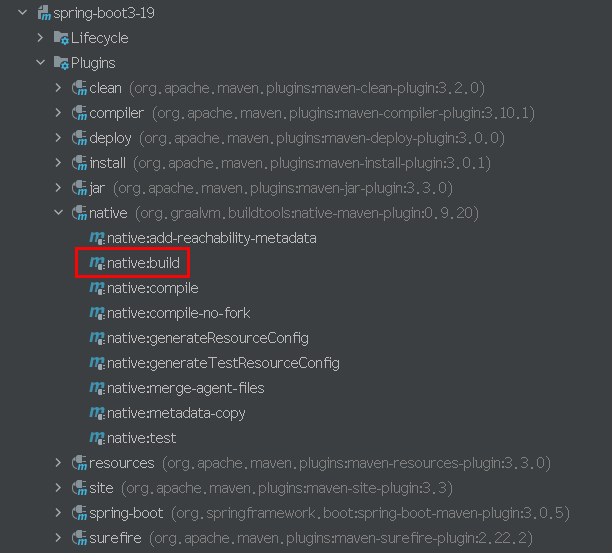 spring-boot3-19
Lifecycle
Plugins
clean (org.apache.maven.plugins:maven-clean-plugin:3.2.0)
compiler (org.apache.maven.plugins:maven-compiler-plugin:3.10.1)
deploy (org.apache.maven.plugins:maven-deploy-plugin:3.0.0)
install (org.apache.maven.plugins:maven-install-plugin:3.0.1)
jar (org.apache.maven.plugins:maven-jar-plugin:3.3.0)
native (org.graalvm.buildtools:native-maven-plugin:0.9.20)
native:add-reachability-metadata
native:build
native:compile
native:compile-no-fork
native:generateResourceConfig
native:generateTestResourceConfig
native:merge-agent-files
native:metadata-copy
native:test
resources (org.apache.maven.plugins:maven-resources-plugin:3.3.0)
site (org.apache.maven.plugins:maven-site-plugin:3.3)
spring-boot (org.springframework.boot:spring-boot-maven-plugin:3.0.5)
surefire (org.apache.maven.plugins:maven-surefire-plugin:2.22.2)